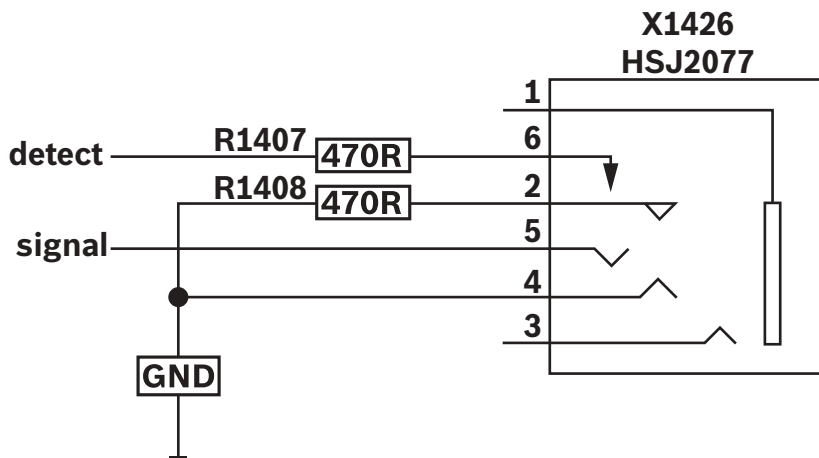 X1426
HSJ2077
1
detect
R1407
470R
6
R1408
470R
2
signal
5
4
3
GND